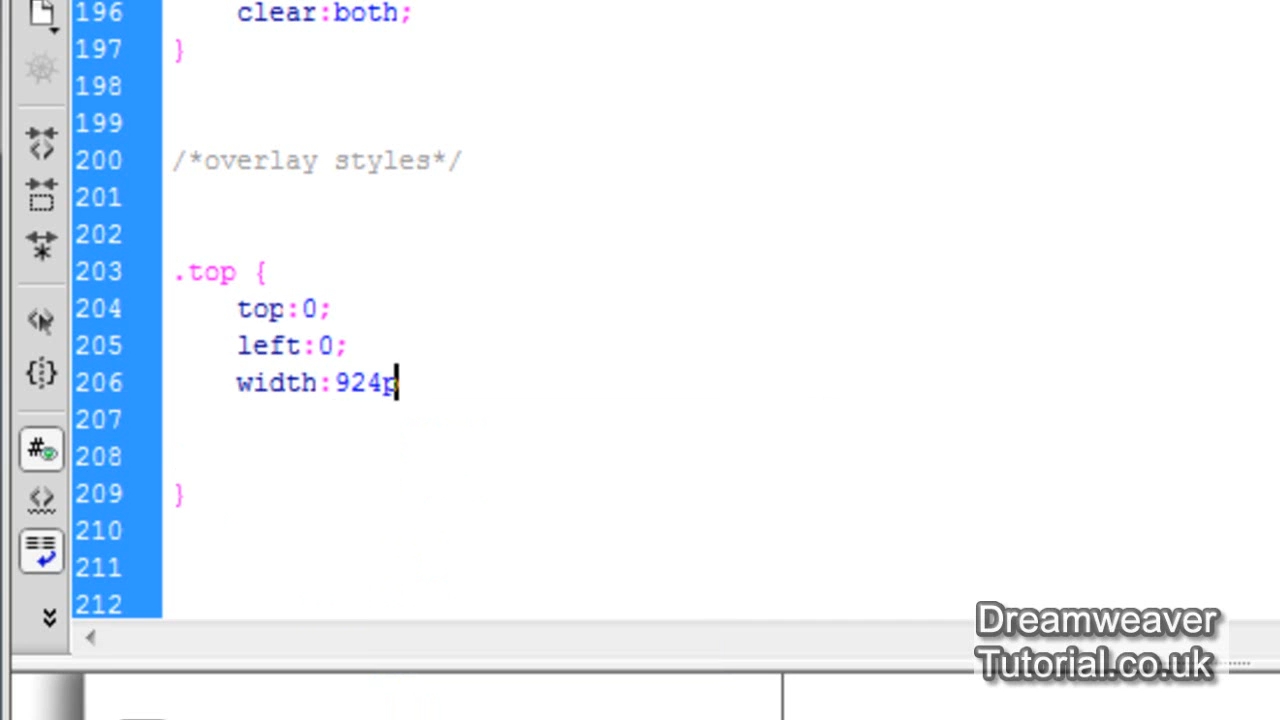 196 clear:both;
197 }
198
199
200 /*overlay styles*/
201
202
203 .top {
204 top:0;
205 left:0;
206 width:924p
207
208
209 }
210
211
212
Dreamweaver
Tutorial.co.uk